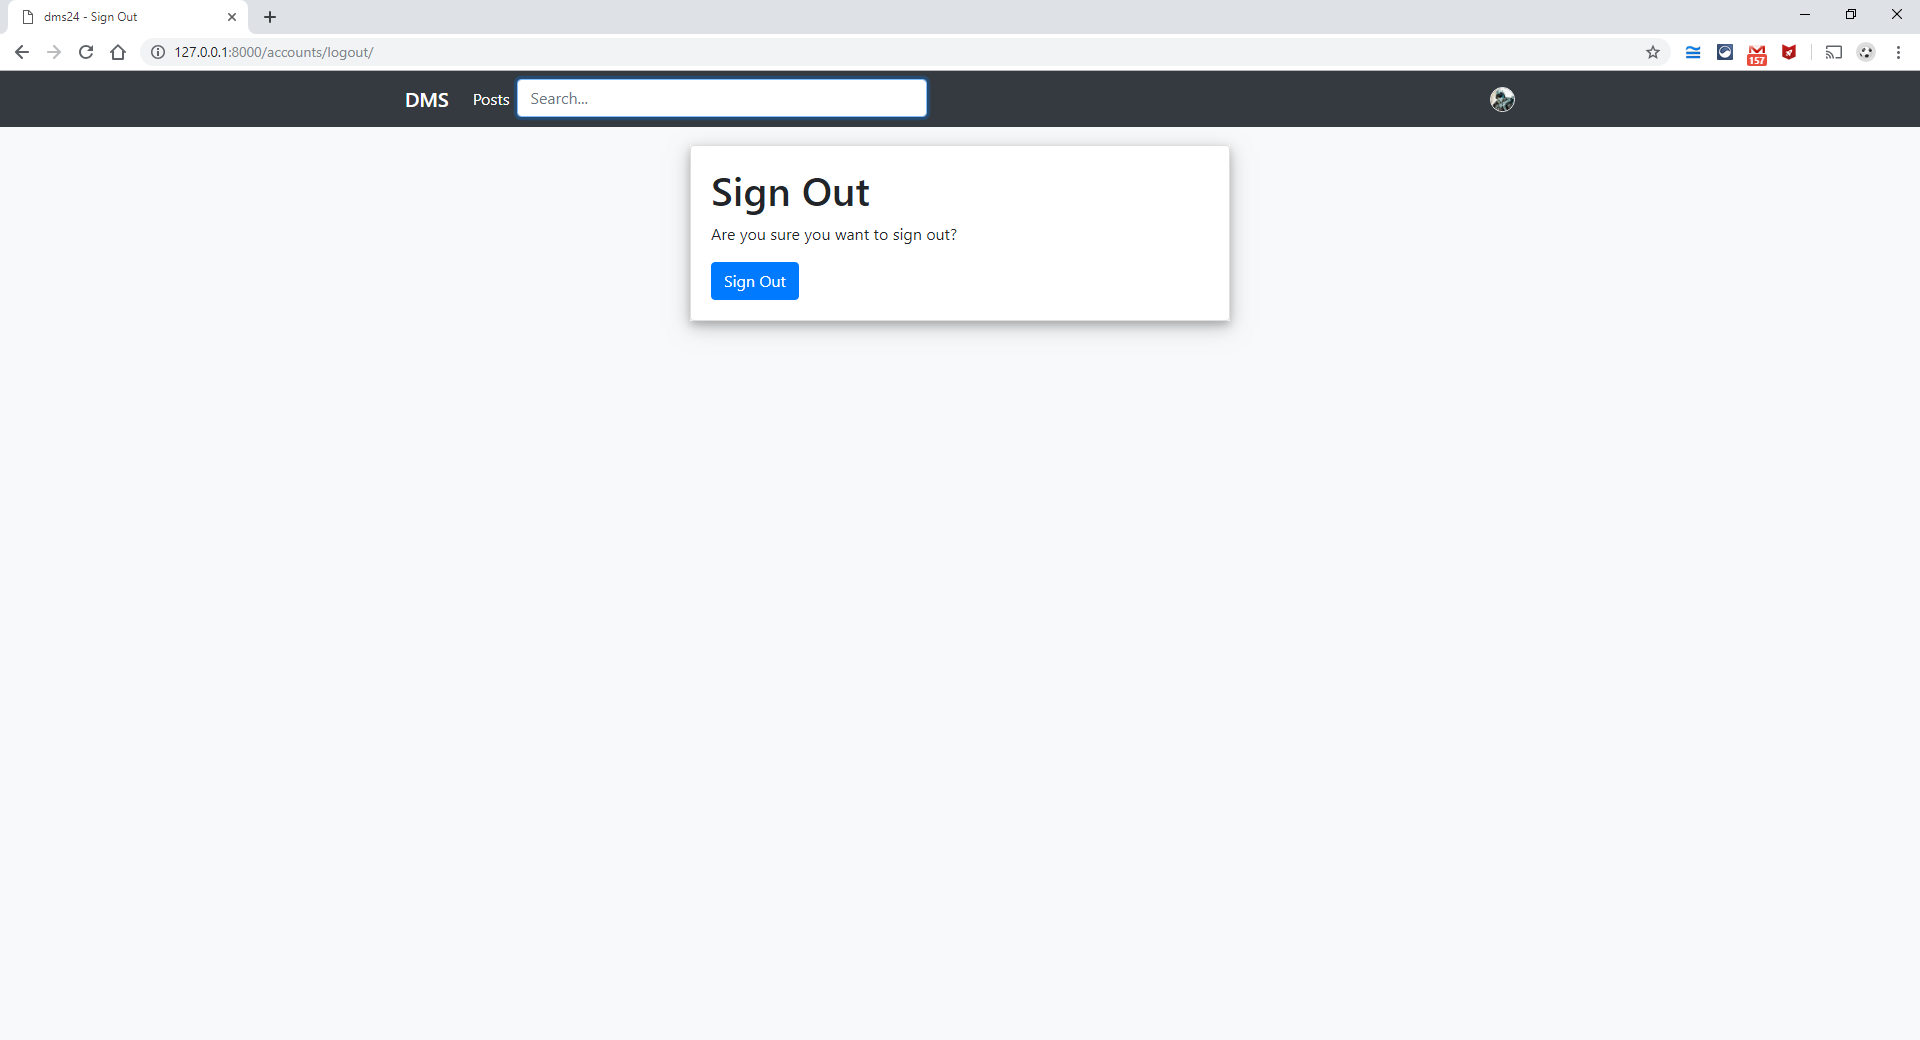 dms24 - Sign Out
127.0.0.1:8000/accounts/logout/
157
DMS Posts Search...
Sign Out
Are you sure you want to sign out?
Sign Out